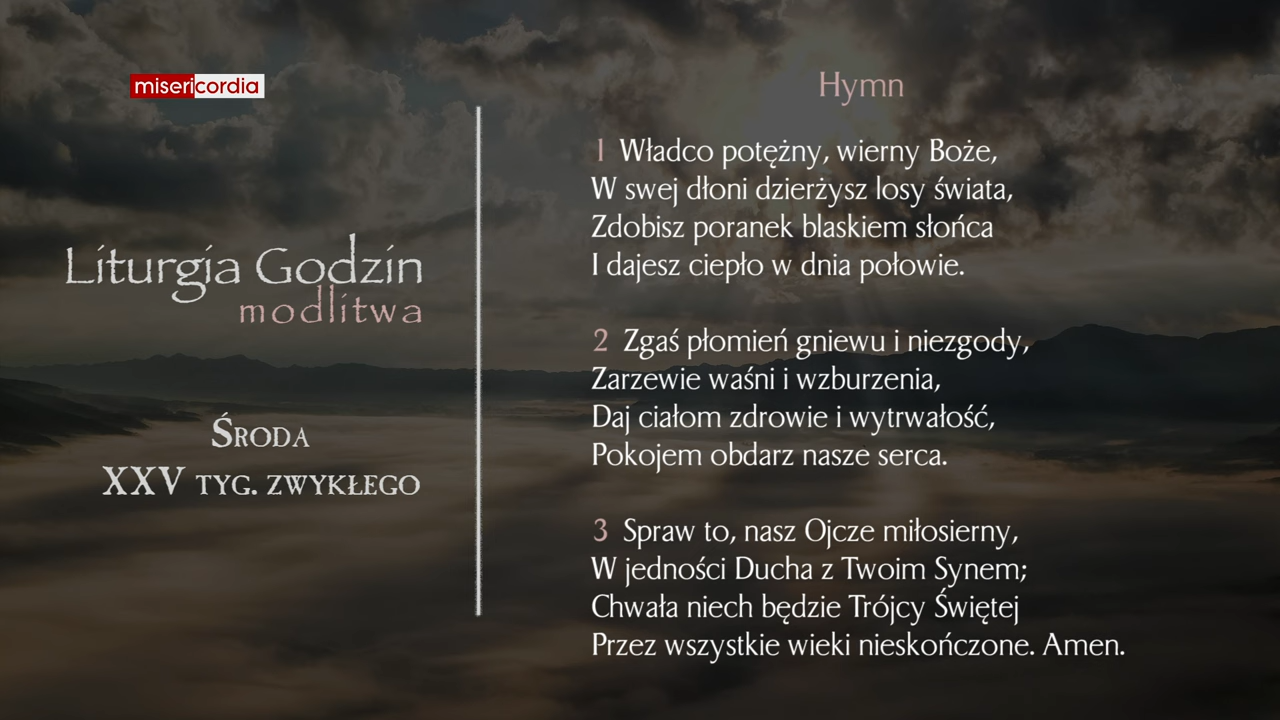 misericordia
Liturgia Godzin
modlitwa
Środa
XXV tyg. zwykłego
Hymn
1 Władco potężny, wierny Boże,
W swej dłoni dzierżysz losy świata,
Zdobisz poranek blaskiem słońca
I dajesz ciepło w dnia połowie.
2 Zgaś płomień gniewu i niezgody,
Zarzewie waśni i wzburzenia,
Daj ciałom zdrowie i wytrwałość,
Pokojem obdarz nasze serca.
3 Spraw to, nasz Ojcze miłosierny,
W jedności Ducha z Twoim Synem;
Chwała niech będzie Trójcy Świętej
Przez wszystkie wieki nieskończone. Amen.